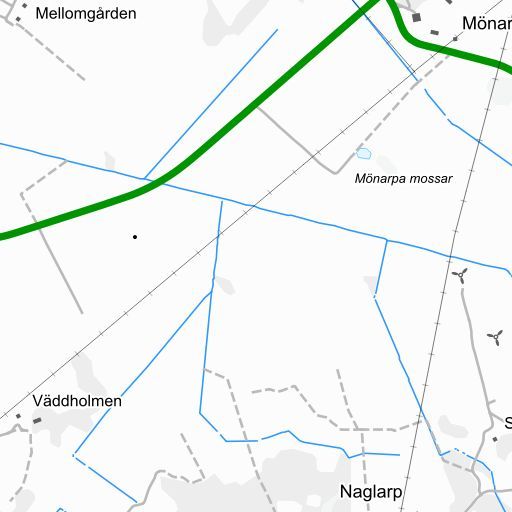 Mellomgården
Mönar
Mönarpa mossar
Väddholmen
S
Naglarp